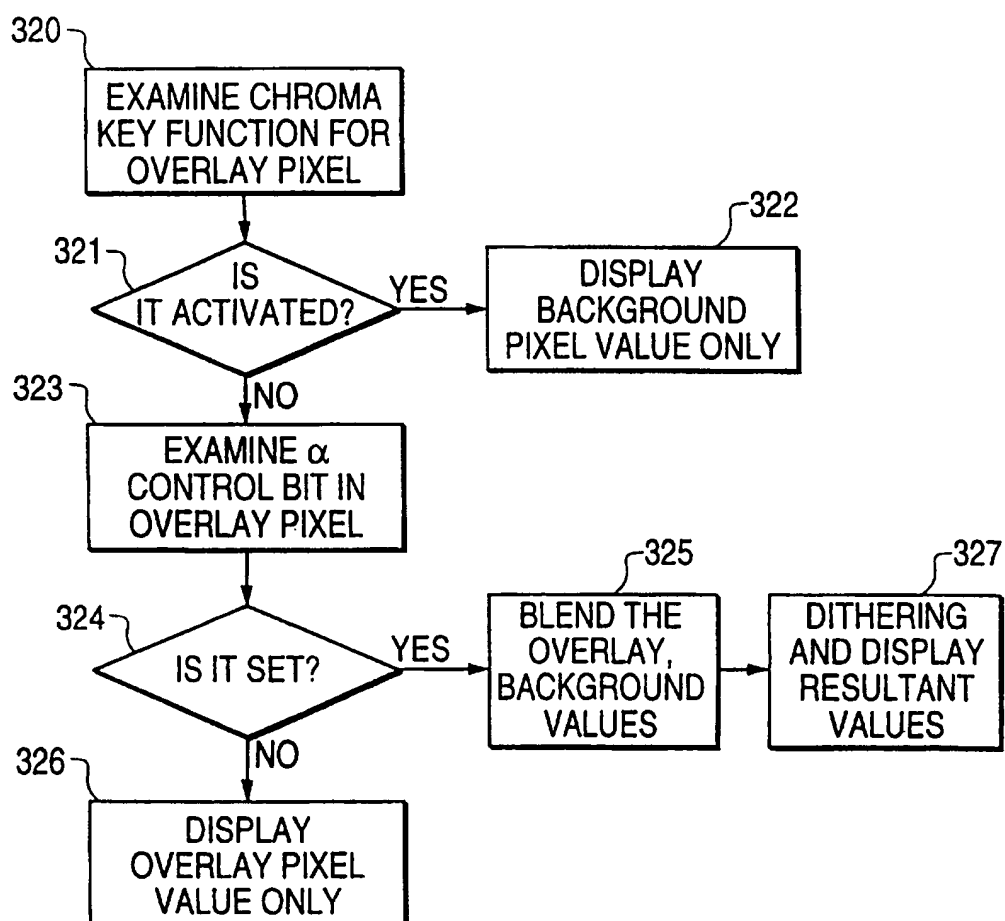 320
EXAMINE CHROMA
KEY FUNCTION FOR
OVERLAY PIXEL
321
IS
IT ACTIVATED?
YES
322
DISPLAY
BACKGROUND
PIXEL VALUE ONLY
NO
323
EXAMINE α
CONTROL BIT IN
OVERLAY PIXEL
324
IS IT SET?
YES
325
BLEND THE
OVERLAY,
BACKGROUND
VALUES
327
DITHERING
AND DISPLAY
RESULTANT
VALUES
NO
326
DISPLAY
OVERLAY PIXEL
VALUE ONLY